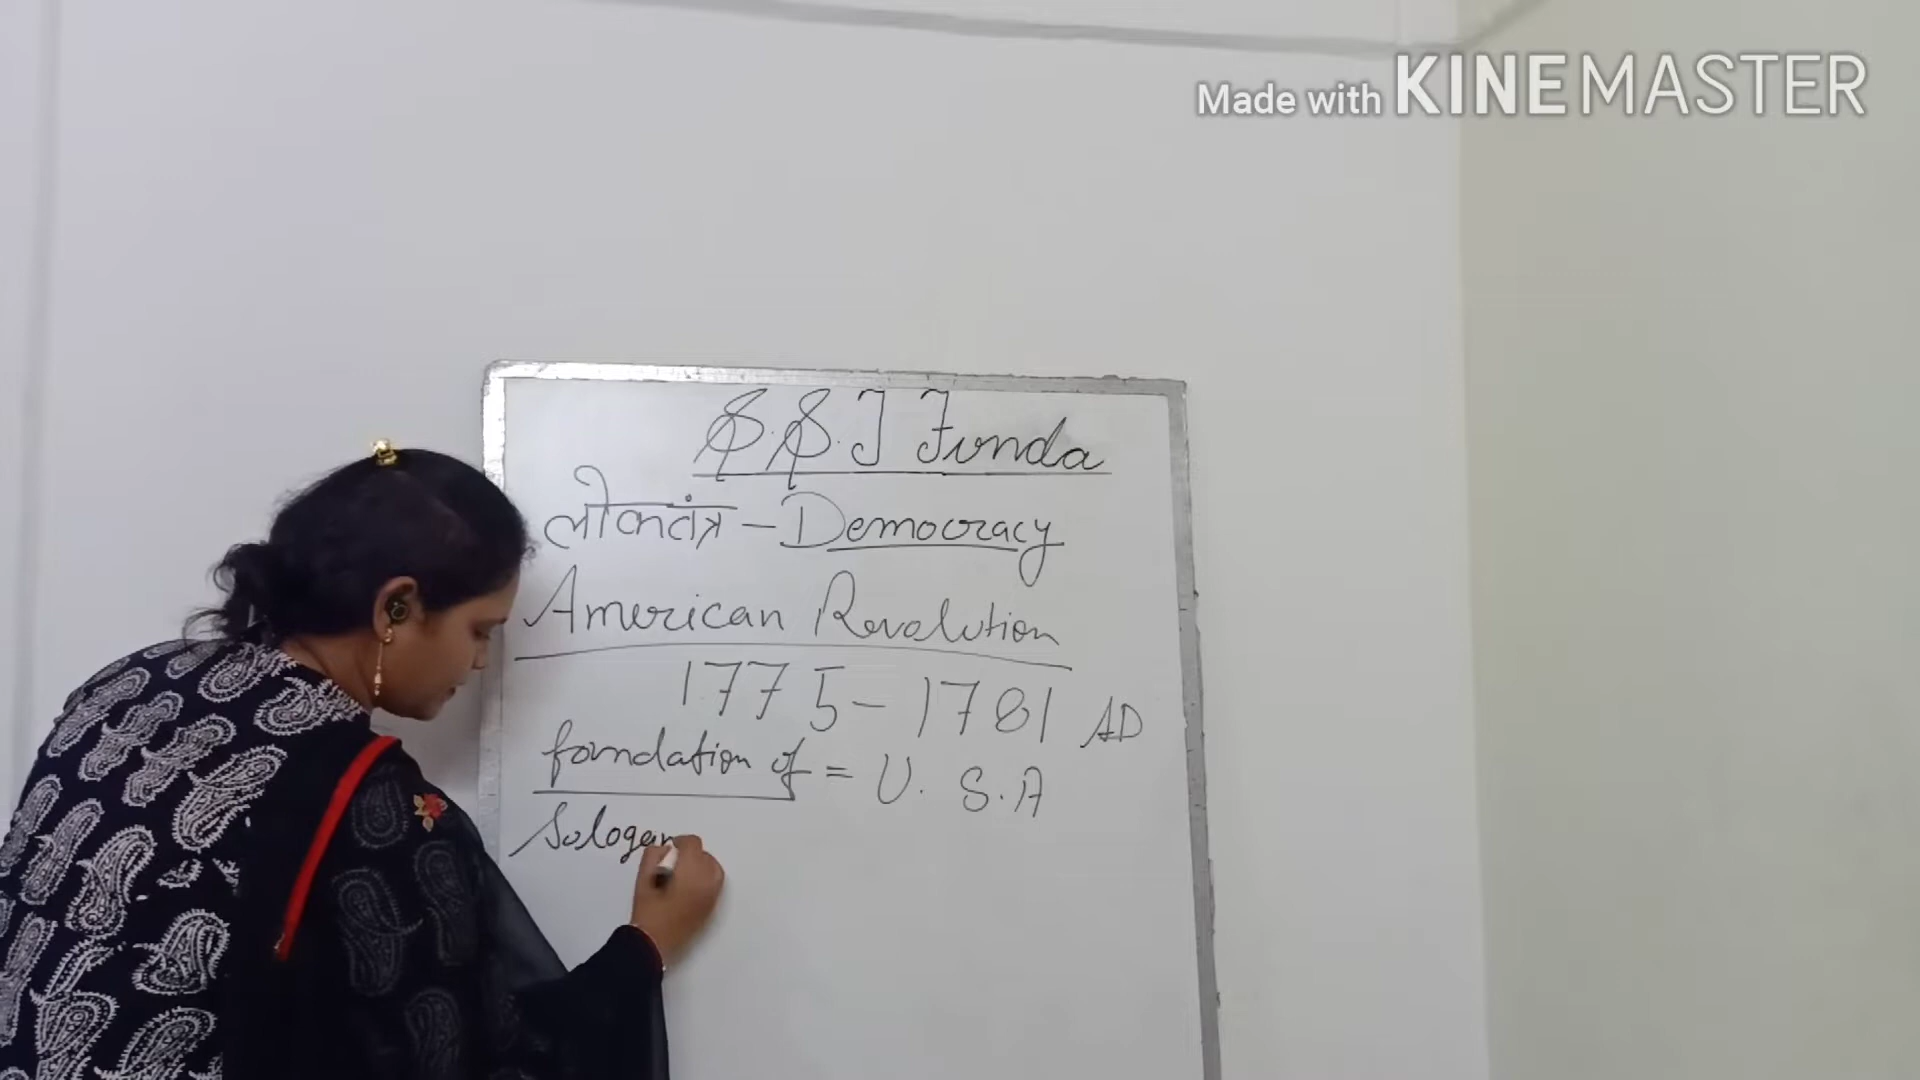 Made with KINEMASTER
S.S.J Funda
लोकतंत्र - Democracy
American Revolution
1775-1781 AD
foundation of = U.S.A
Sologan